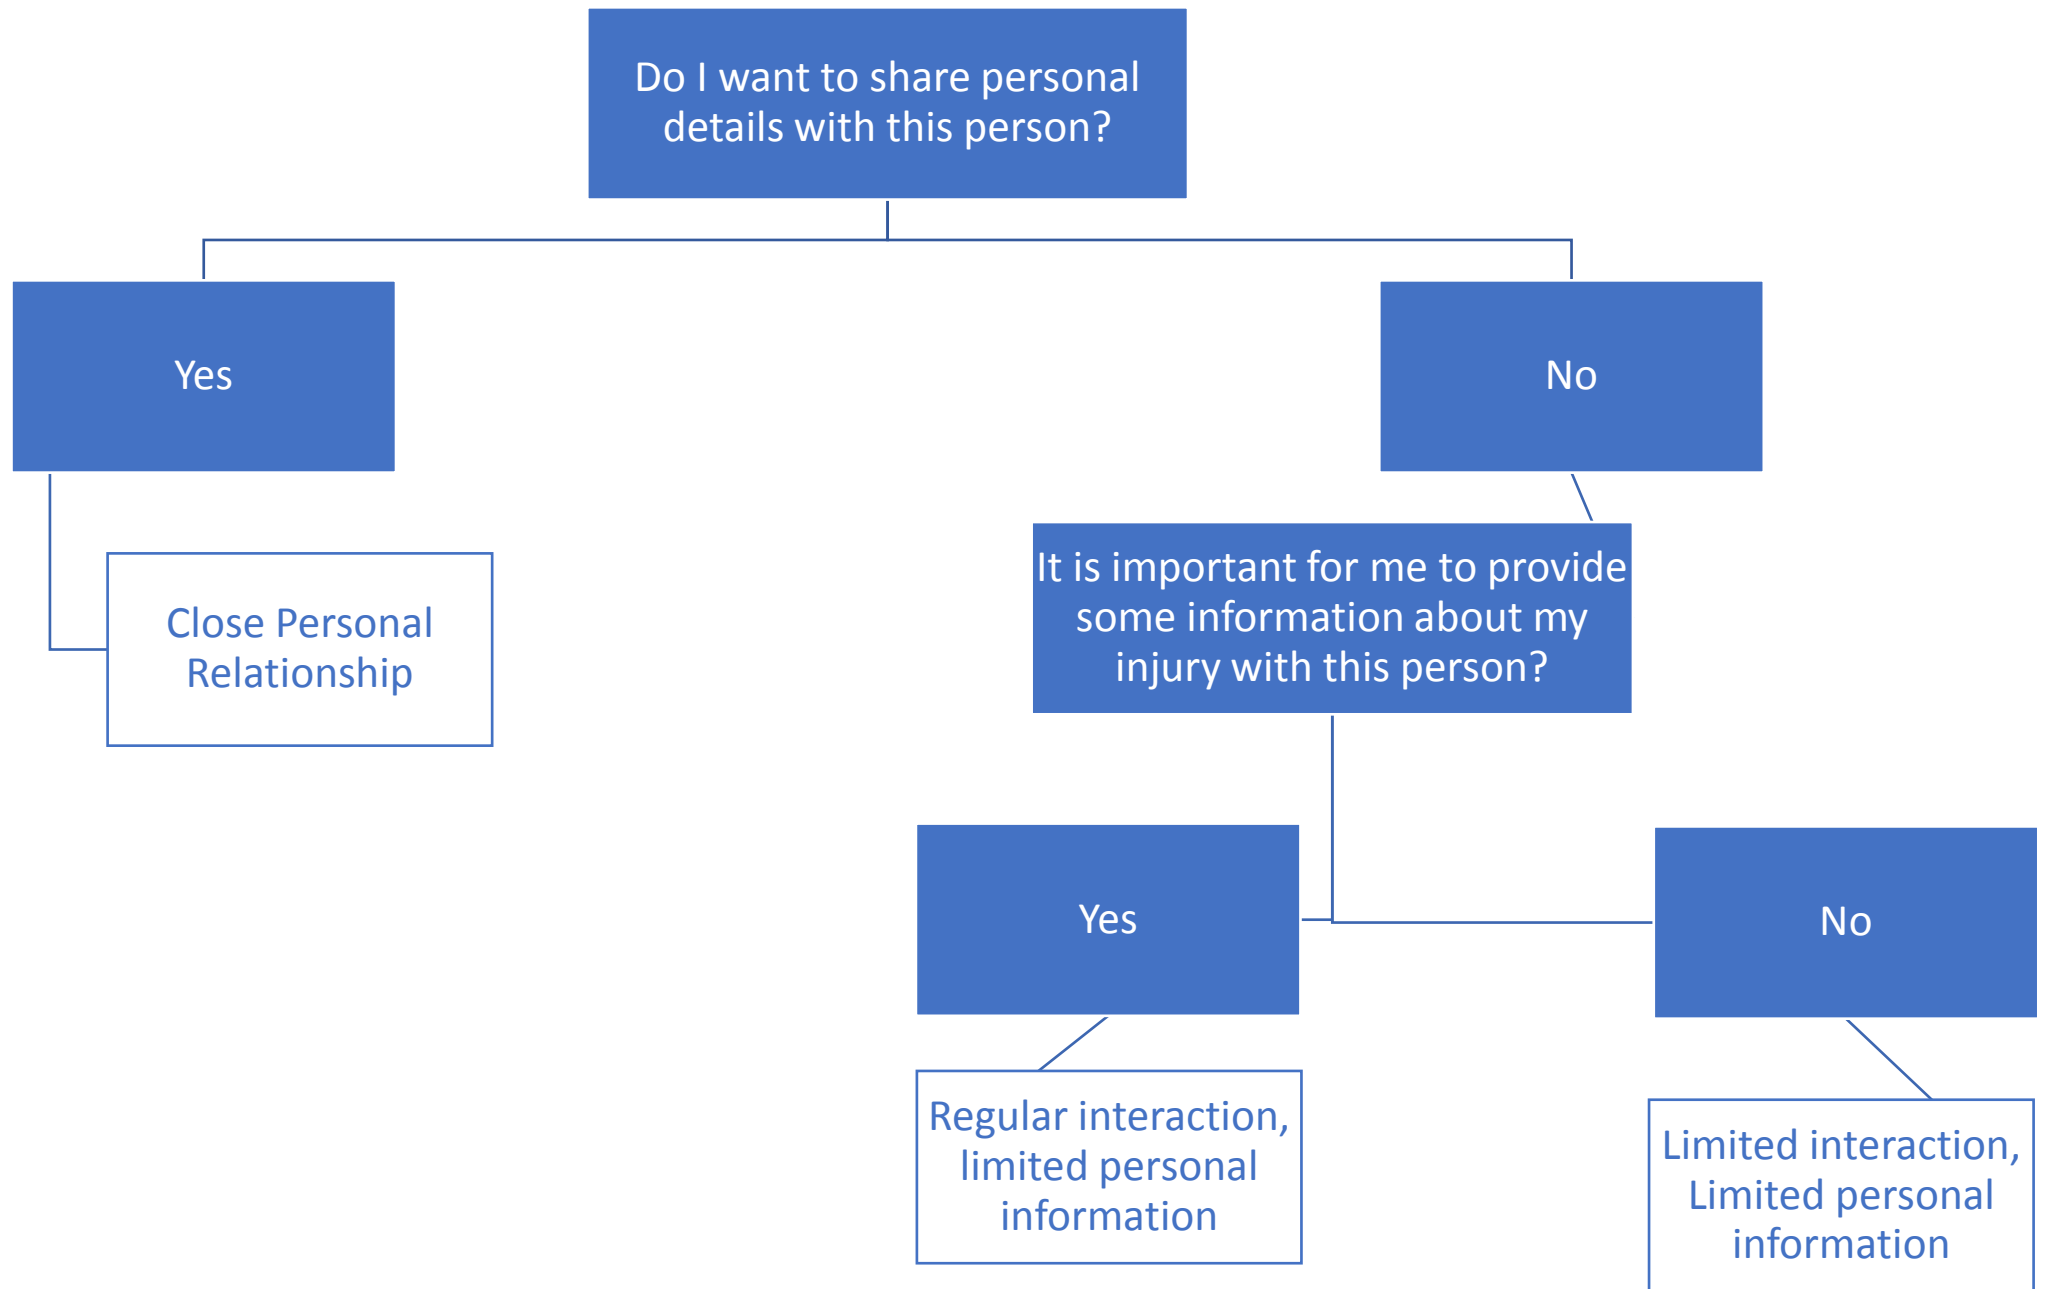 Do I want to share personal
details with this person?
Yes
No
Close Personal
Relationship
It is important for me to provide
some information about my
injury with this person?
Yes
No
Regular interaction,
limited personal
information
Limited interaction,
Limited personal
information